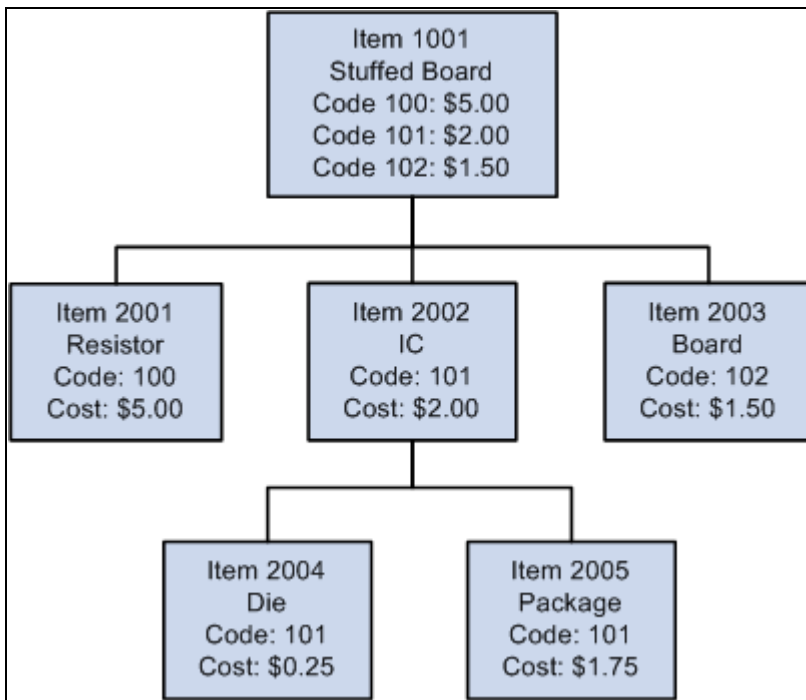 Item 1001
Stuffed Board
Code 100: $5.00
Code 101: $2.00
Code 102: $1.50
Item 2001
Resistor
Code: 100
Cost: $5.00
Item 2002
IC
Code: 101
Cost: $2.00
Item 2003
Board
Code: 102
Cost: $1.50
Item 2004
Die
Code: 101
Cost: $0.25
Item 2005
Package
Code: 101
Cost: $1.75